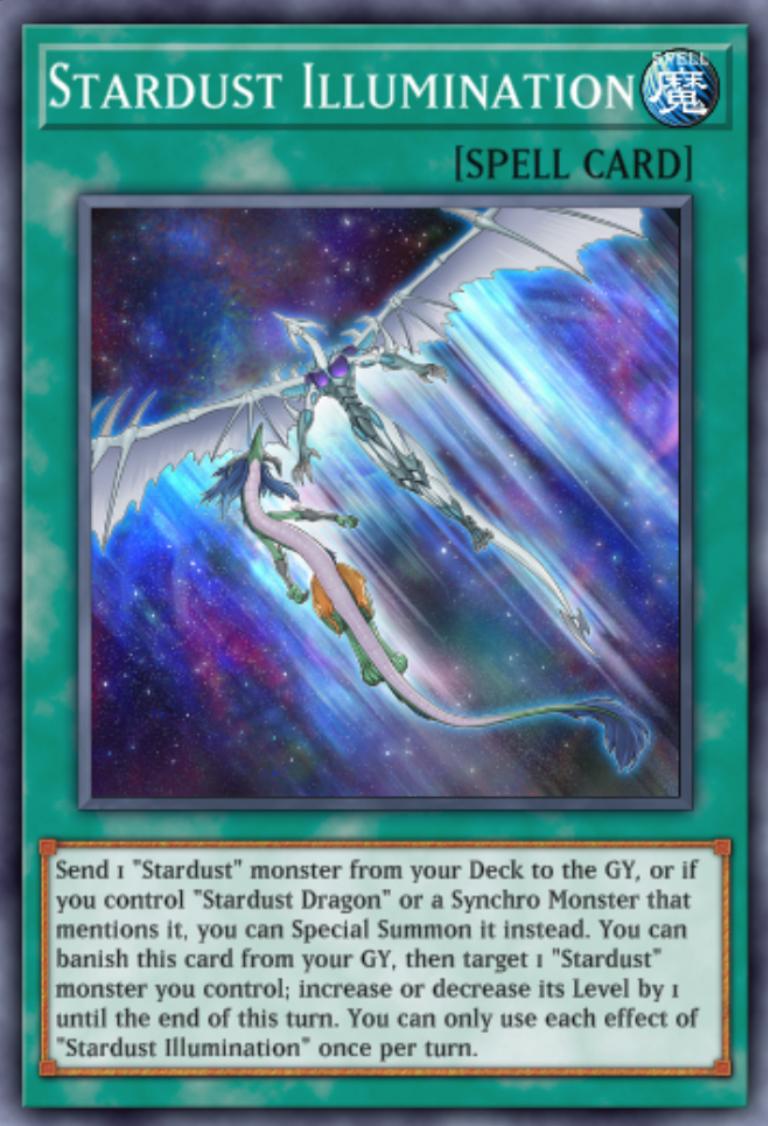 STARDUST ILLUMINATION
SPELL
魔
[SPELL CARD]
Send 1 "Stardust" monster from your Deck to the GY, or if
you control "Stardust Dragon" or a Synchro Monster that
mentions it, you can Special Summon it instead. You can
banish this card from your GY, then target 1 "Stardust"
monster you control; increase or decrease its Level by 1
until the end of this turn. You can only use each effect of
"Stardust Illumination" once per turn.